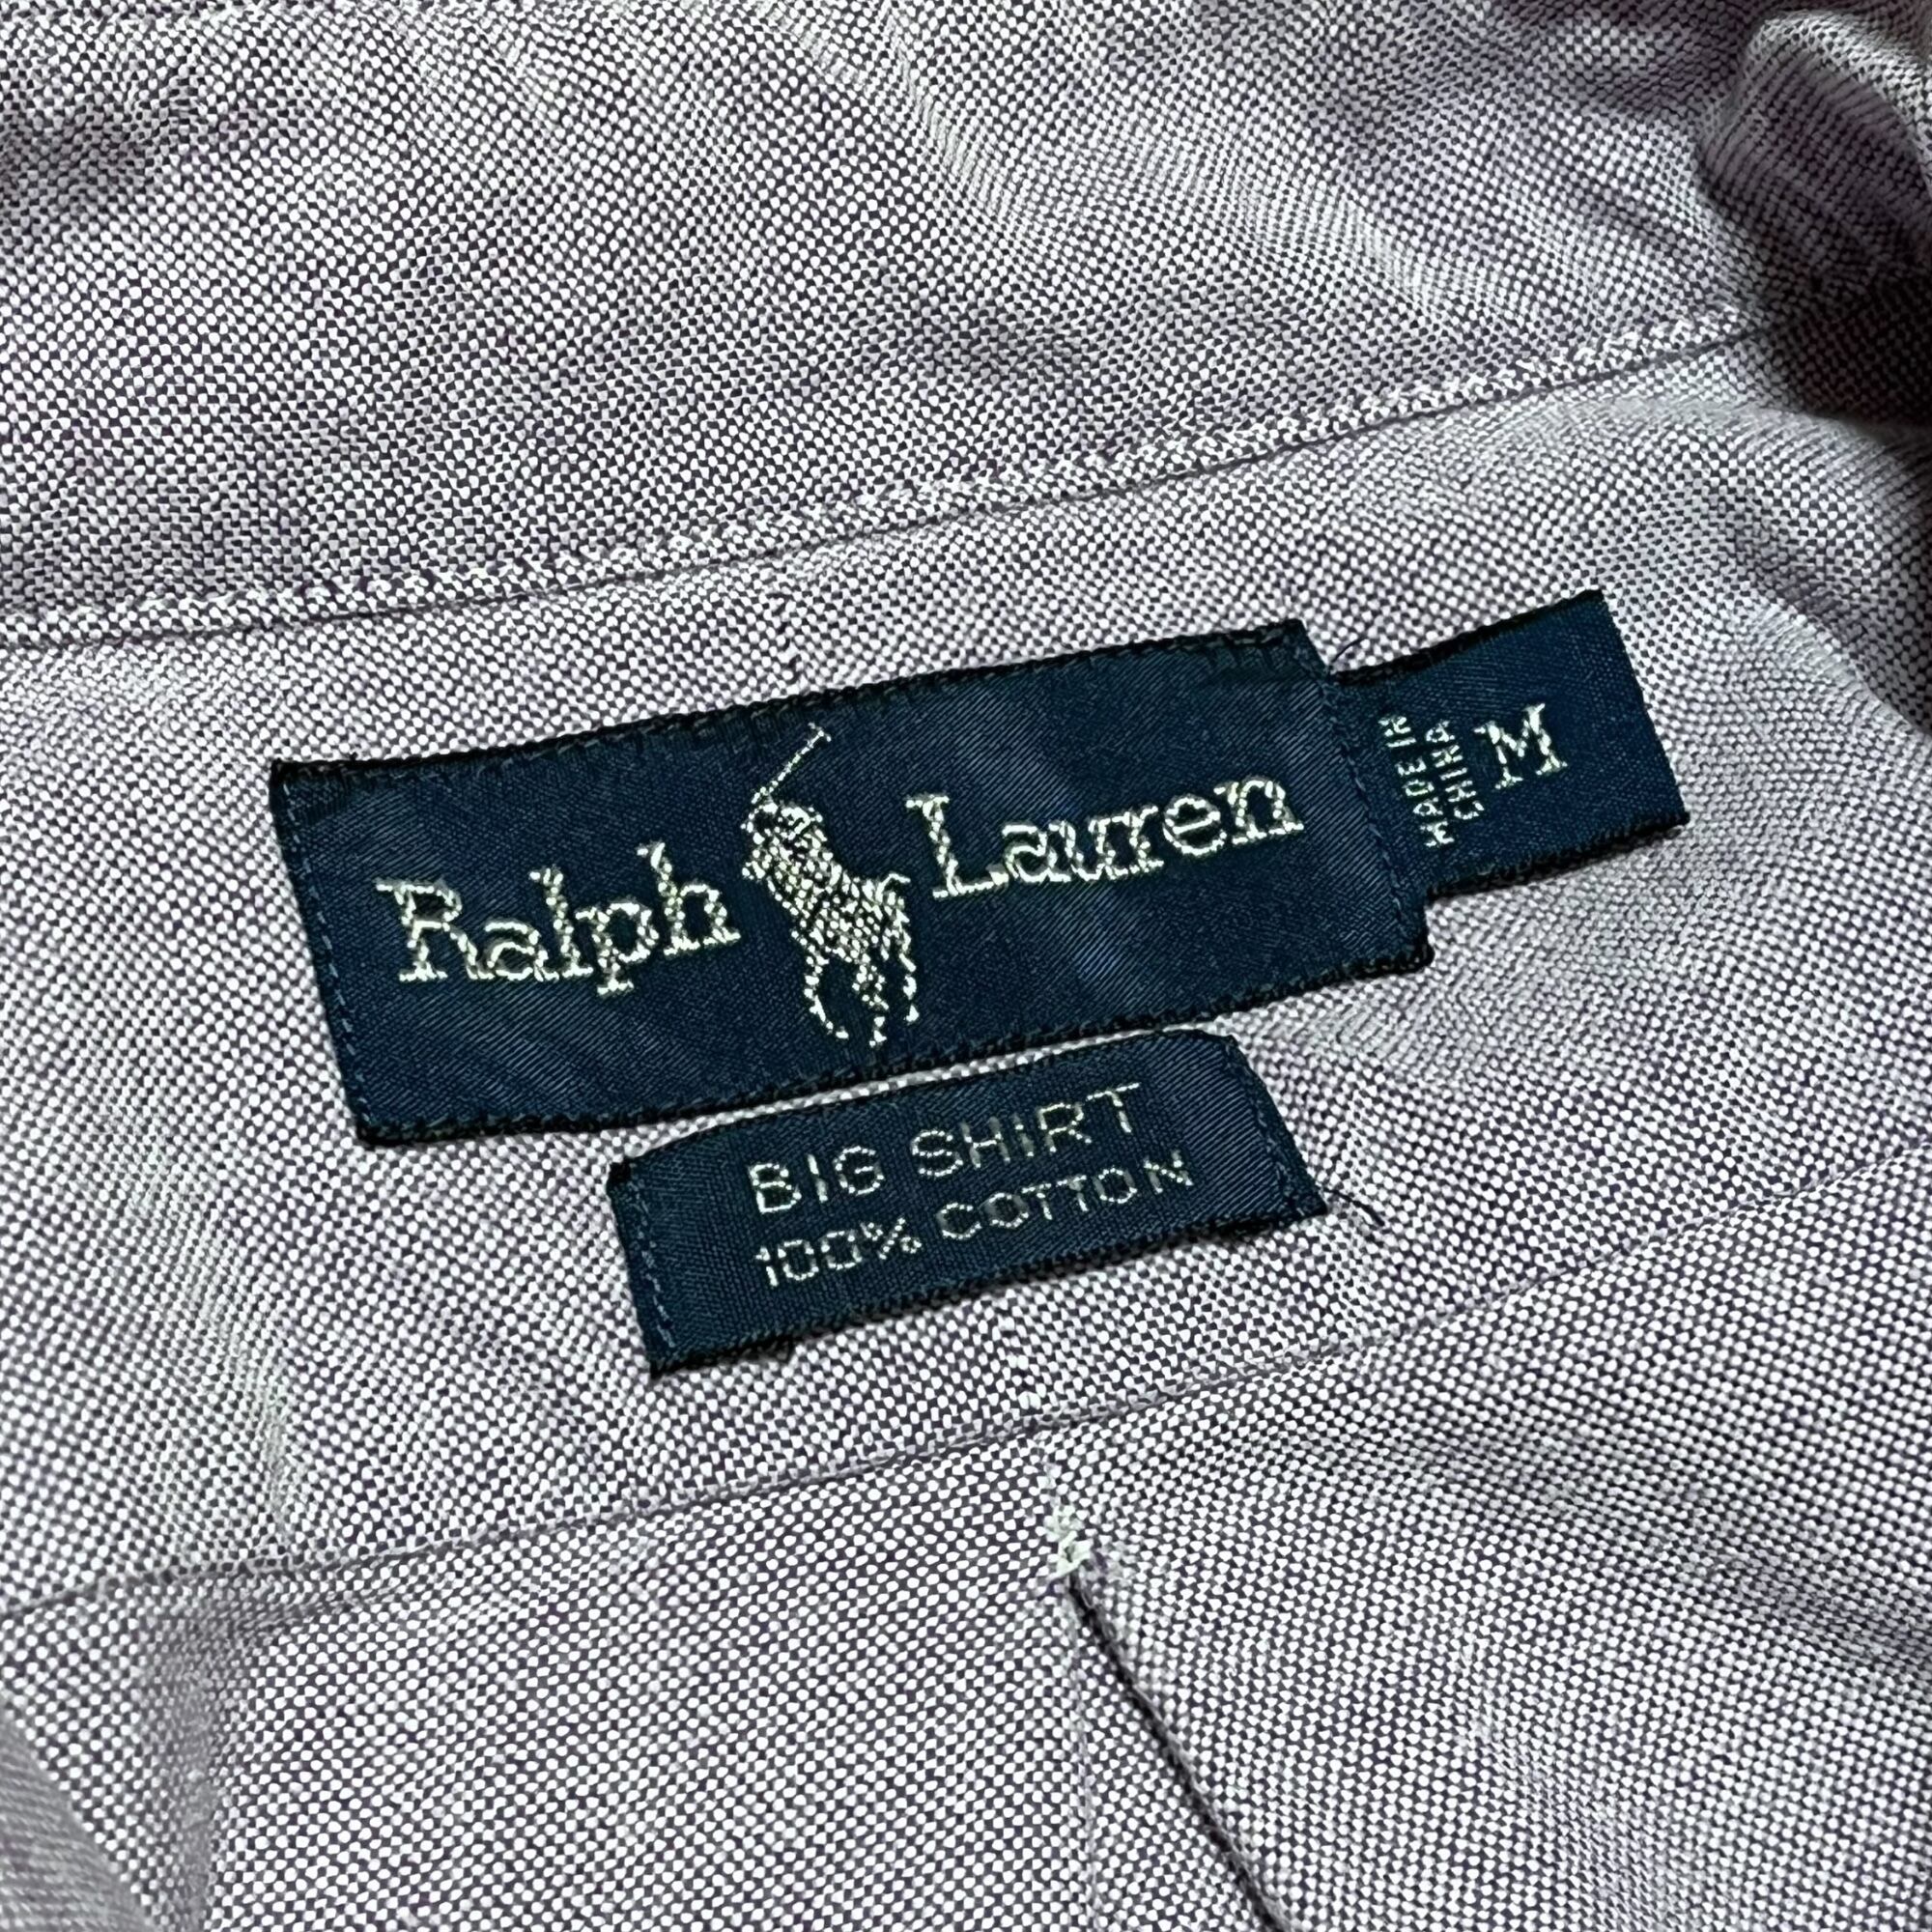 Ralph Lauren
MADE IN
CHINA
M
BIG SHIRT
100% COTTON